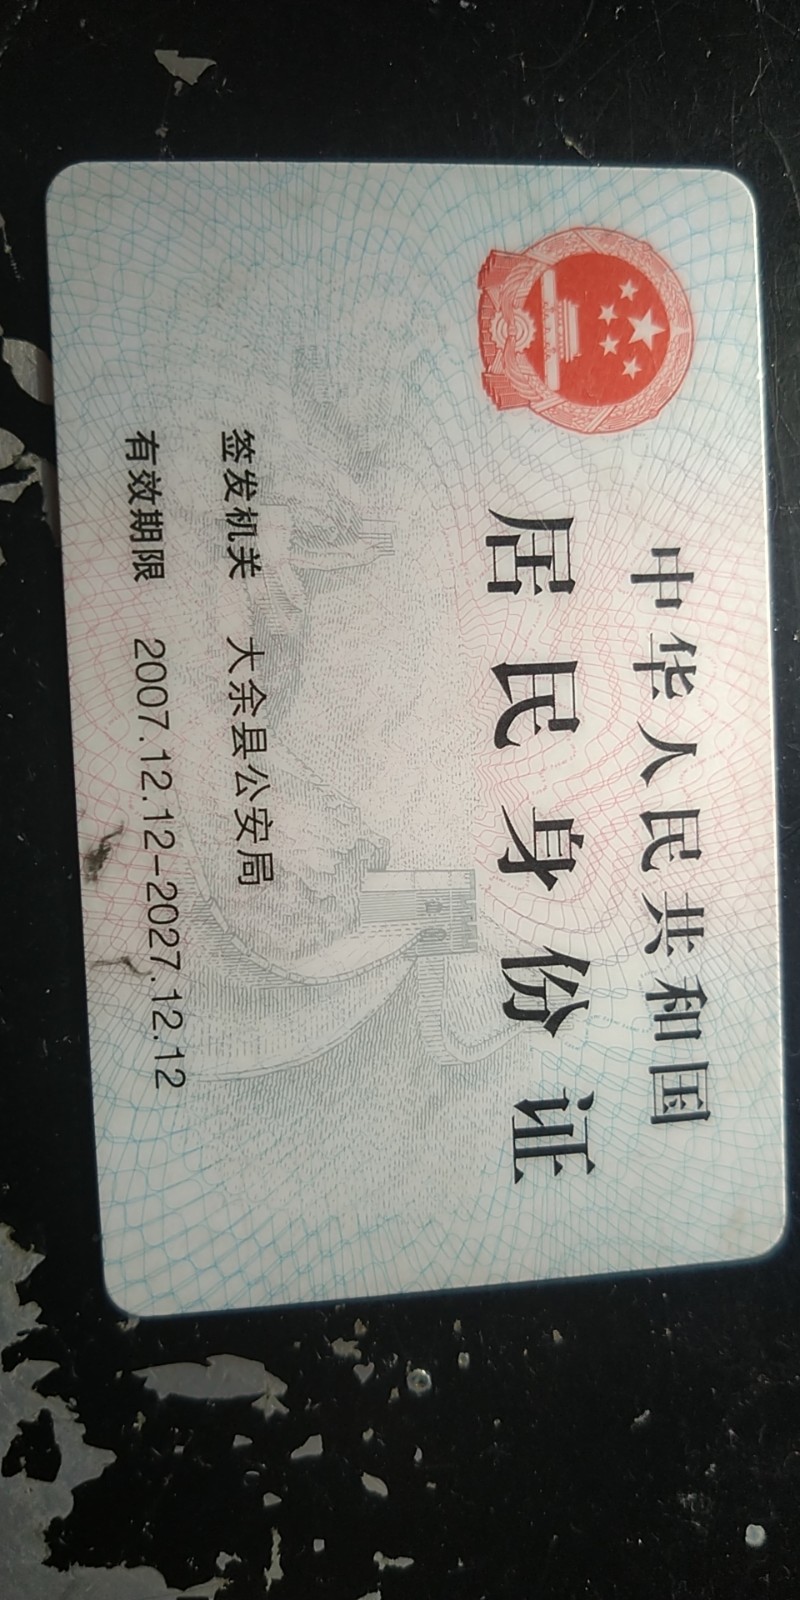 中华人民共和国
居民身份证
签发机关 大余县公安局
有效期限 2007.12.12-2027.12.12